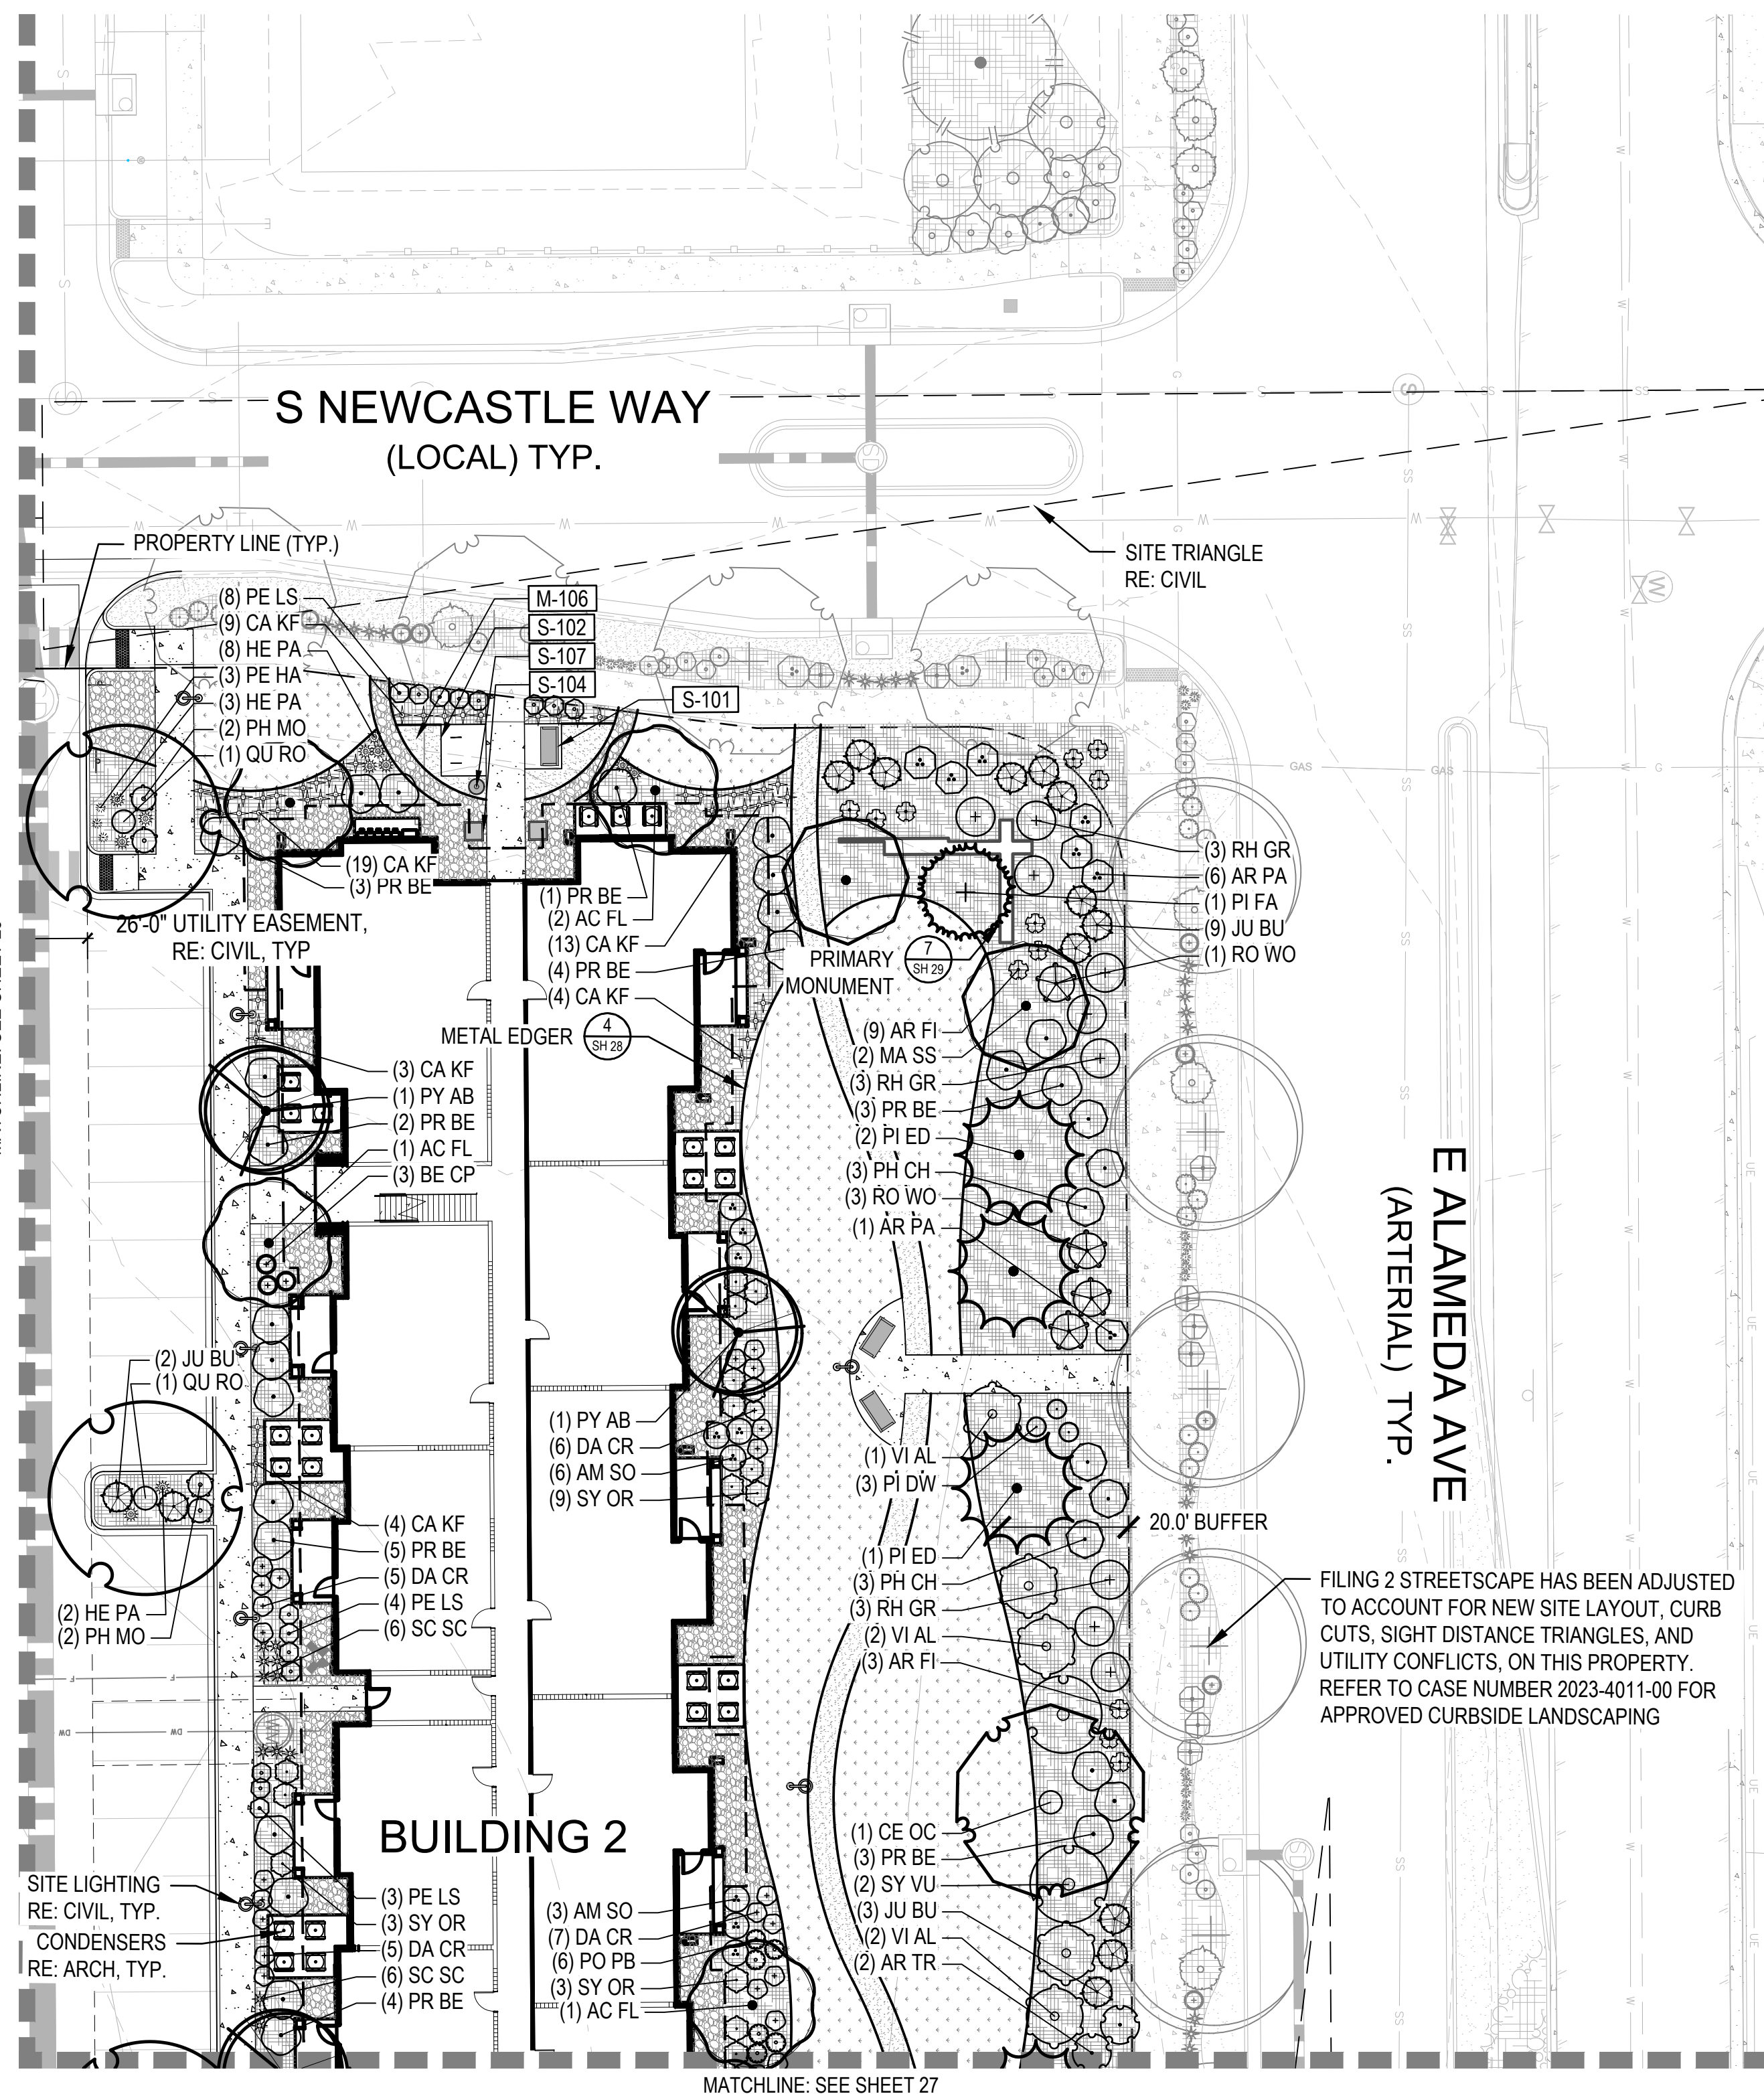 S NEWCASTLE WAY
(LOCAL) TYP.
PROPERTY LINE (TYP.)
SITE TRIANGLE
RE: CIVIL
(8) PE LS
(9) CA KF
(8) HE PA
(3) PE HA
(3) HE PA
(2) PH MO
(1) QU RO
M-106
S-102
S-107
S-104
S-101
(19) CA KF
(3) PR BE
26'-0" UTILITY EASEMENT,
RE: CIVIL, TYP
(1) PR BE
(2) AC FL
(13) CA KF
(4) PR BE
(4) CA KF
METAL EDGER
4
SH 28
PRIMARY
MONUMENT
7
SH 29
(3) RH GR
(6) AR PA
(1) PI FA
(9) JU BU
(1) RO WO
(3) CA KF
(1) PY AB
(2) PR BE
(1) AC FL
(3) BE CP
(9) AR FI
(2) MA SS
(3) RH GR
(3) PR BE
(2) PI ED
(3) PH CH
(3) RO WO
(1) AR PA
E ALAMEDA AVE
(ARTERIAL) TYP.
(2) JU BU
(1) QU RO
(2) HE PA
(2) PH MO
(1) PY AB
(6) DA CR
(6) AM SO
(9) SY OR
(4) CA KF
(5) PR BE
(5) DA CR
(4) PE LS
(6) SC SC
(1) VI AL
(3) PI DW
20.0' BUFFER
(1) PI ED
(3) PH CH
(3) RH GR
(2) VI AL
(3) AR FI
FILING 2 STREETSCAPE HAS BEEN ADJUSTED
TO ACCOUNT FOR NEW SITE LAYOUT, CURB
CUTS, SIGHT DISTANCE TRIANGLES, AND
UTILITY CONFLICTS, ON THIS PROPERTY.
REFER TO CASE NUMBER 2023-4011-00 FOR
APPROVED CURBSIDE LANDSCAPING
BUILDING 2
SITE LIGHTING
RE: CIVIL, TYP.
CONDENSERS
RE: ARCH, TYP.
(3) PE LS
(3) SY OR
(5) DA CR
(6) SC SC
(4) PR BE
(3) AM SO
(7) DA CR
(6) PO PB
(3) SY OR
(1) AC FL
(1) CE OC
(3) PR BE
(2) SY VU
(3) JU BU
(2) VI AL
(2) AR TR
GAS
GAS
MATCHLINE: SEE SHEET 27